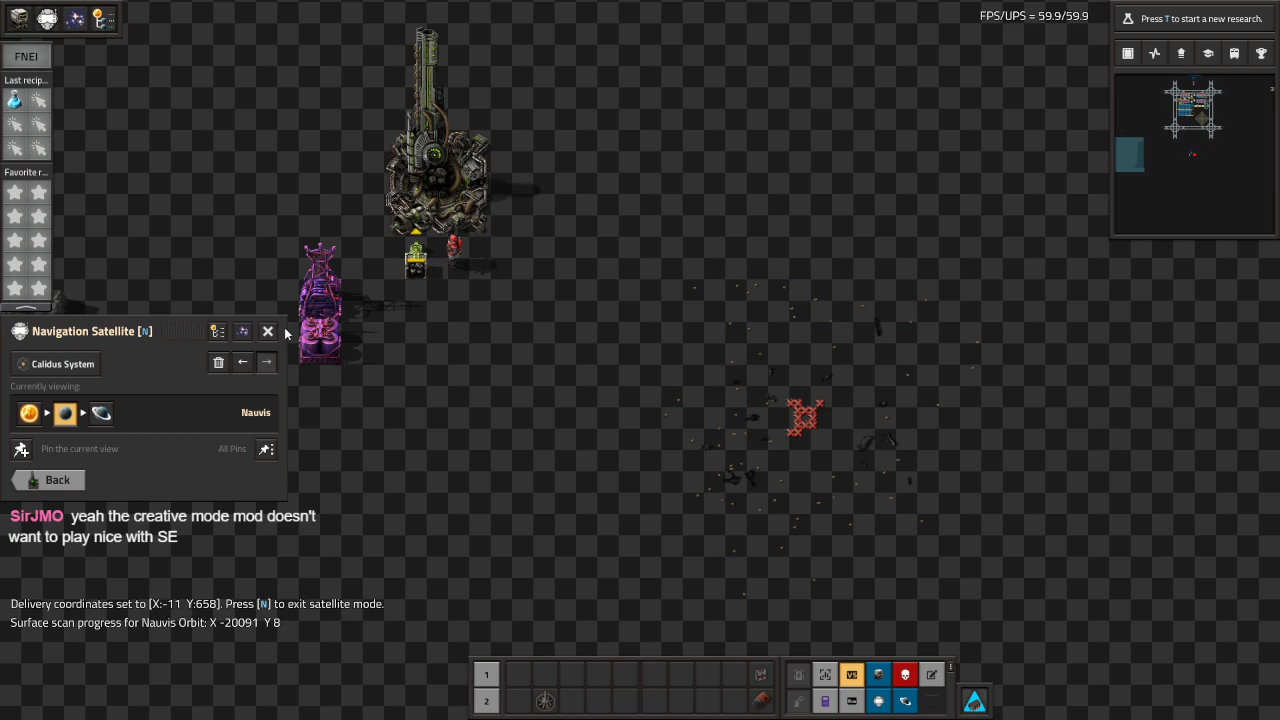 FPS/UPS = 59.9/59.9
Press T to start a new research.
FNEI
Last recip...
Favorite r...
Navigation Satellite [N]
Calidus System
Currently viewing:
Nauvis
Pin the current view
All Pins
Back
SirJMO yeah the creative mode mod doesn't
want to play nice with SE
Delivery coordinates set to [X:-11 Y:658]. Press [N] to exit satellite mode.
Surface scan progress for Nauvis Orbit: X -20091 Y 8
1
2